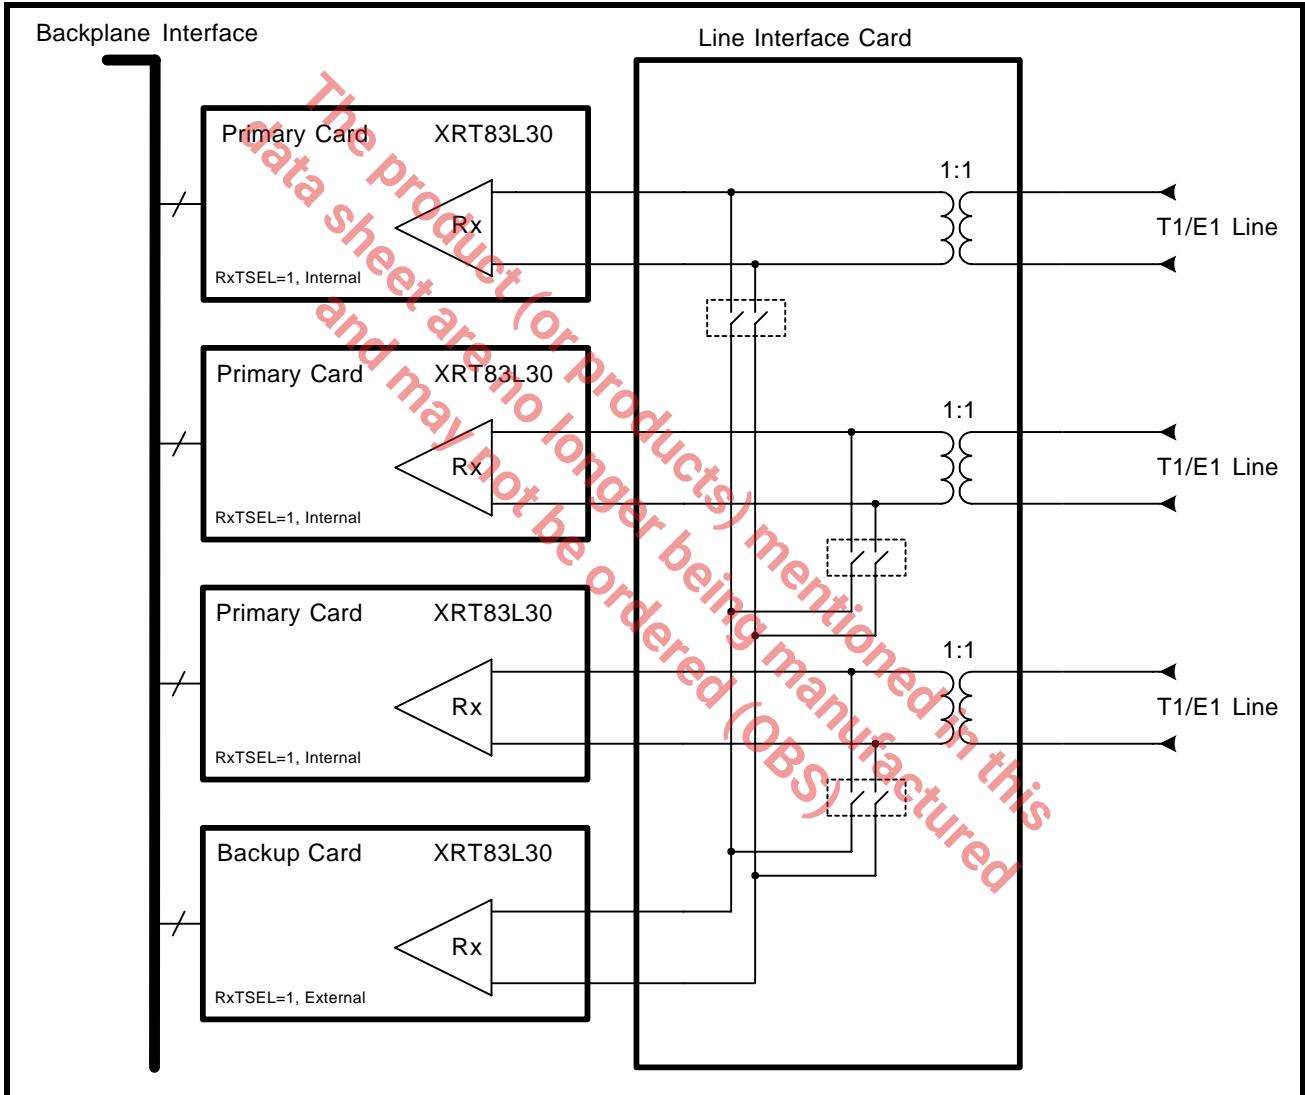 Backplane Interface
Line Interface Card
Primary Card XRT83L30
Rx
RxTSEL=1, Internal
1:1
T1/E1 Line
Primary Card XRT83L30
Rx
RxTSEL=1, Internal
1:1
T1/E1 Line
Primary Card XRT83L30
Rx
RxTSEL=1, Internal
1:1
T1/E1 Line
Backup Card XRT83L30
Rx
RxTSEL=1, External
The product (or products) mentioned in this
data sheet are no longer being manufactured
and may not be ordered (OBS)